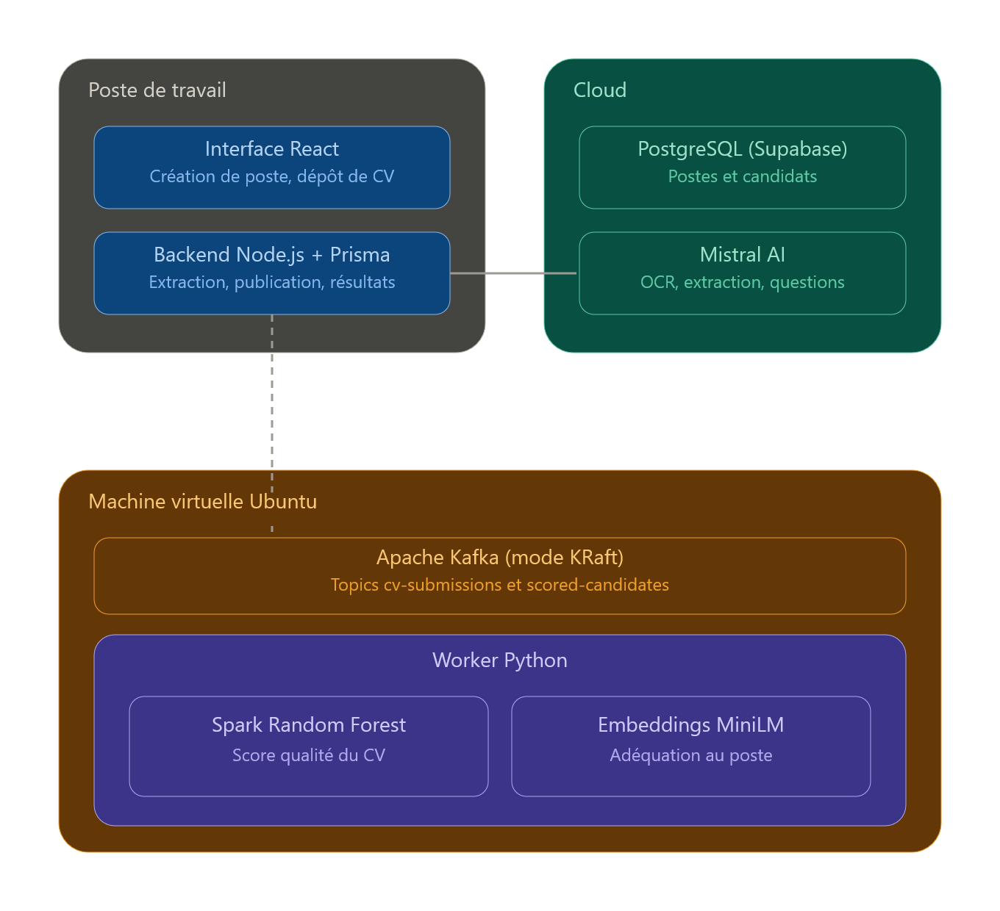 Poste de travail
Interface React
Création de poste, dépôt de CV
Backend Node.js + Prisma
Extraction, publication, résultats
Cloud
PostgreSQL (Supabase)
Postes et candidats
Mistral AI
OCR, extraction, questions
Machine virtuelle Ubuntu
Apache Kafka (mode KRaft)
Topics cv-submissions et scored-candidates
Worker Python
Spark Random Forest
Score qualité du CV
Embeddings MiniLM
Adéquation au poste